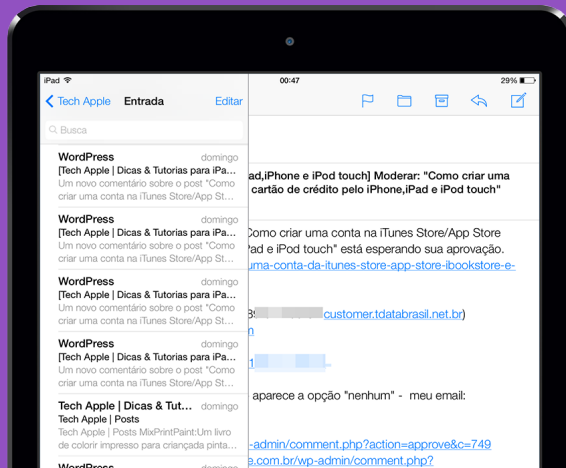 iPad 00:47 29%
Tech Apple Entrada Editar
Busca
WordPress domingo
[Tech Apple | Dicas & Tutorias para iPa...
Um novo comentário sobre o post "Como
criar uma conta na iTunes Store/App St...
WordPress domingo
[Tech Apple | Dicas & Tutorias para iPa...
Um novo comentário sobre o post "Como
criar uma conta na iTunes Store/App St...
WordPress domingo
[Tech Apple | Dicas & Tutorias para iPa...
Um novo comentário sobre o post "Como
criar uma conta na iTunes Store/App St...
WordPress domingo
[Tech Apple | Dicas & Tutorias para iPa...
Um novo comentário sobre o post "Como
criar uma conta na iTunes Store/App St...
Tech Apple | Dicas & Tut... domingo
Tech Apple | Posts
Tech Apple | Posts MixPrintPaint:Um livro
de colorir impresso para criançada pinta...
WordPress domingo
ad,iPhone e iPod touch] Moderar: "Como criar uma
cartão de crédito pelo iPhone,iPad e iPod touch"
Como criar uma conta na iTunes Store/App Store
Pad e iPod touch" está esperando sua aprovação.
uma-conta-da-itunes-store-app-store-ibookstore-e-
customer.tdatabrasil.net.br)
aparece a opção "nenhum" - meu email:
-admin/comment.php?action=approve&c=749
e.com.br/wp-admin/comment.php?